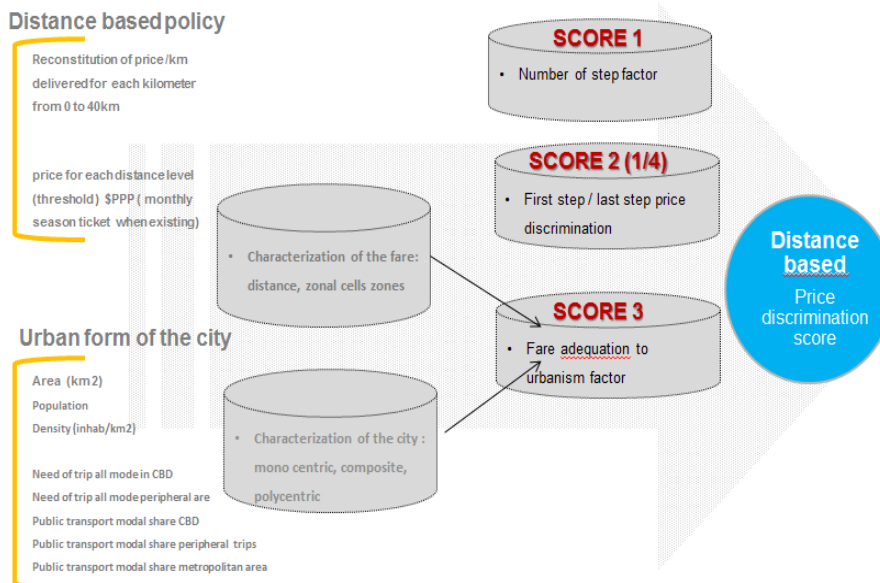 Distance based policy
Reconstitution of price/km
delivered for each kilometer
from 0 to 40km
price for each distance level
(threshold) $PPP ( monthly
season ticket when existing)
Urban form of the city
Area (km2)
Population
Density (inhab/km2)
Need of trip all mode in CBD
Need of trip all mode peripheral are
Public transport modal share CBD
Public transport modal share peripheral trips
Public transport modal share metropolitan area
• Characterization of the fare:
distance, zonal cells zones
• Characterization of the city :
mono centric, composite,
polycentric
SCORE 1
• Number of step factor
SCORE 2 (1/4)
• First step / last step price
discrimination
SCORE 3
• Fare adequation to
urbanism factor
Distance
based
Price
discrimination
score